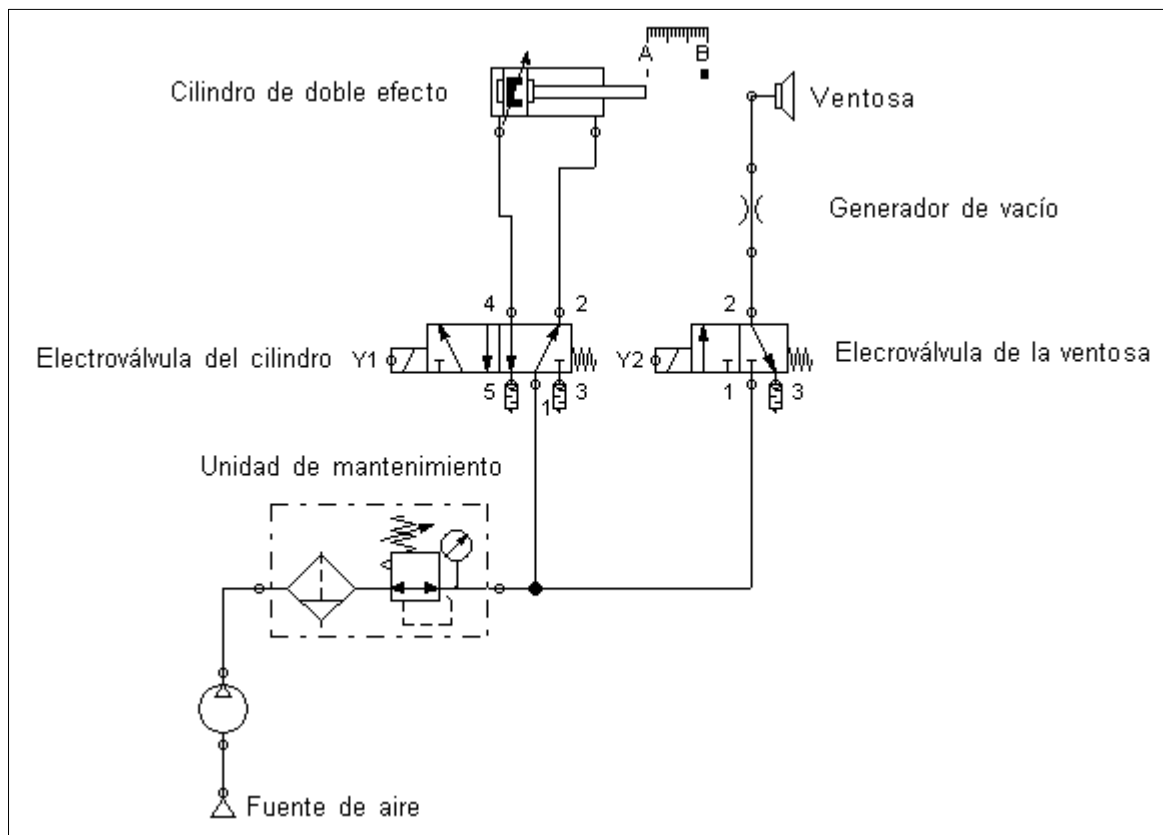 A B
Cilindro de doble efecto
Ventosa
Generador de vacío
4 2
2
Electroválvula del cilindro Y1
Y2 Elecroválvula de la ventosa
5 1 3
1 3
Unidad de mantenimiento
Fuente de aire